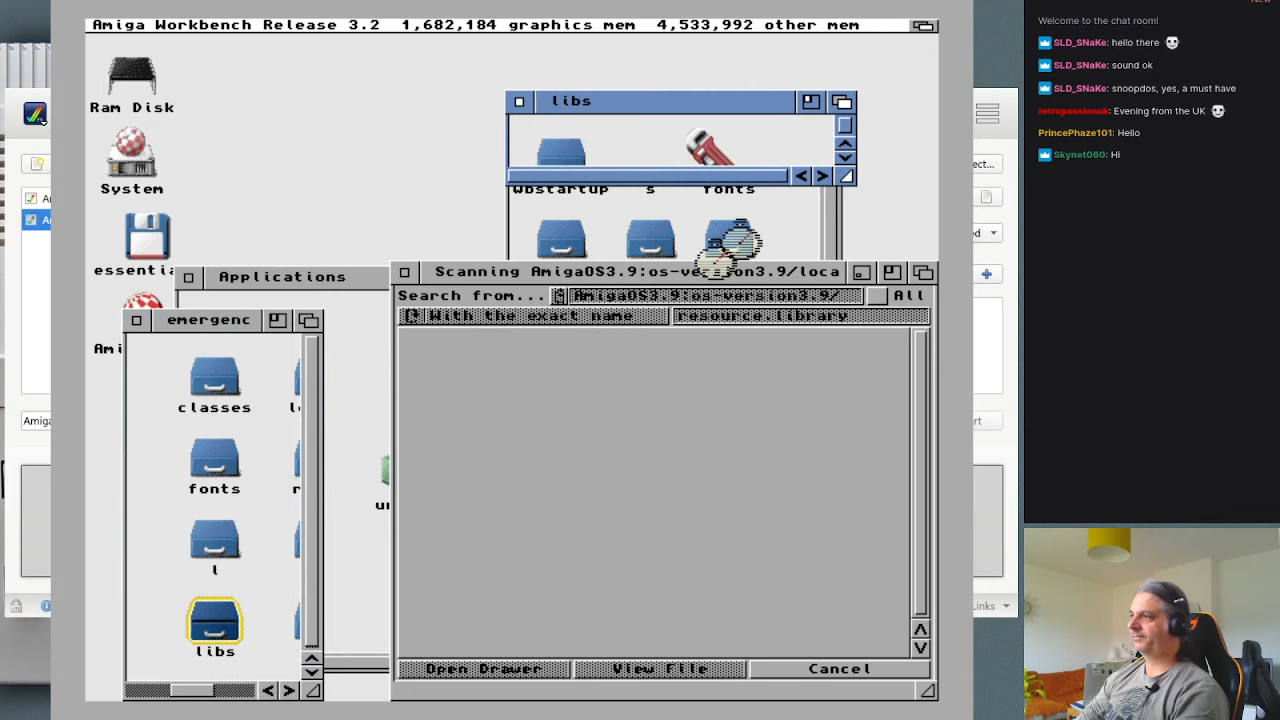 Amiga Workbench Release 3.2   1,682,184 graphics mem   4,533,992 other mem
Ram Disk
System
Applications
emergenc
classes
fonts
l
libs
libs
wbstartup
s
fonts
Scanning AmigaOS3.9:os-version3.9/loca
Search from...
AmigaOS3.9:os-version3.9/
All
With the exact name
resource.library
Open Drawer
View File
Cancel
Links
Welcome to the chat room!
SLD_SNaKe: hello there
SLD_SNaKe: sound ok
SLD_SNaKe: snoopdos, yes, a must have
retropassionuk: Evening from the UK
PrincePhaze101: Hello
Skynet060: Hi
New